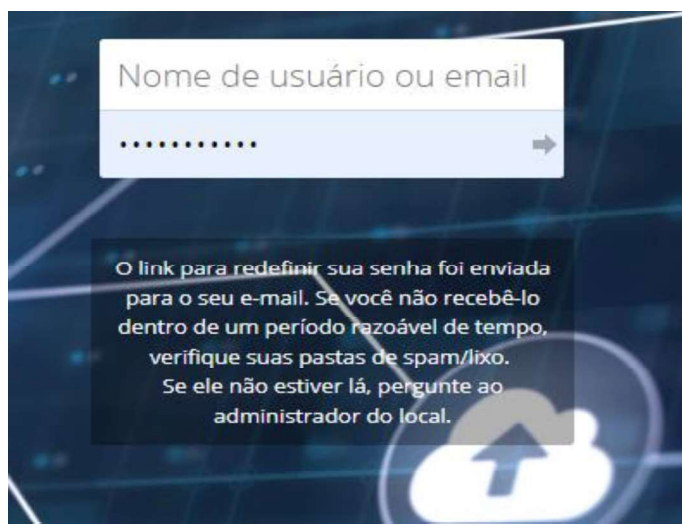 Nome de usuário ou email
•••••••••••
O link para redefinir sua senha foi enviada
para o seu e-mail. Se você não recebê-lo
dentro de um período razoável de tempo,
verifique suas pastas de spam/lixo.
Se ele não estiver lá, pergunte ao
administrador do local.